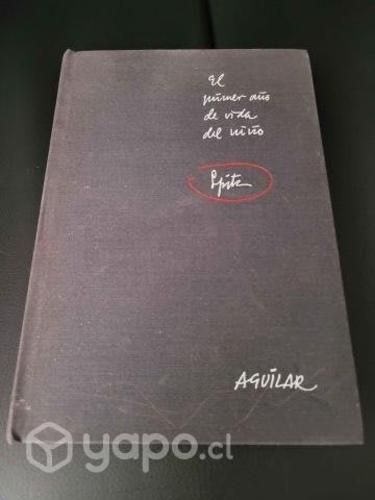 El
primer año
de vida
del niño
Spitz
AGUILAR
yapo.cl